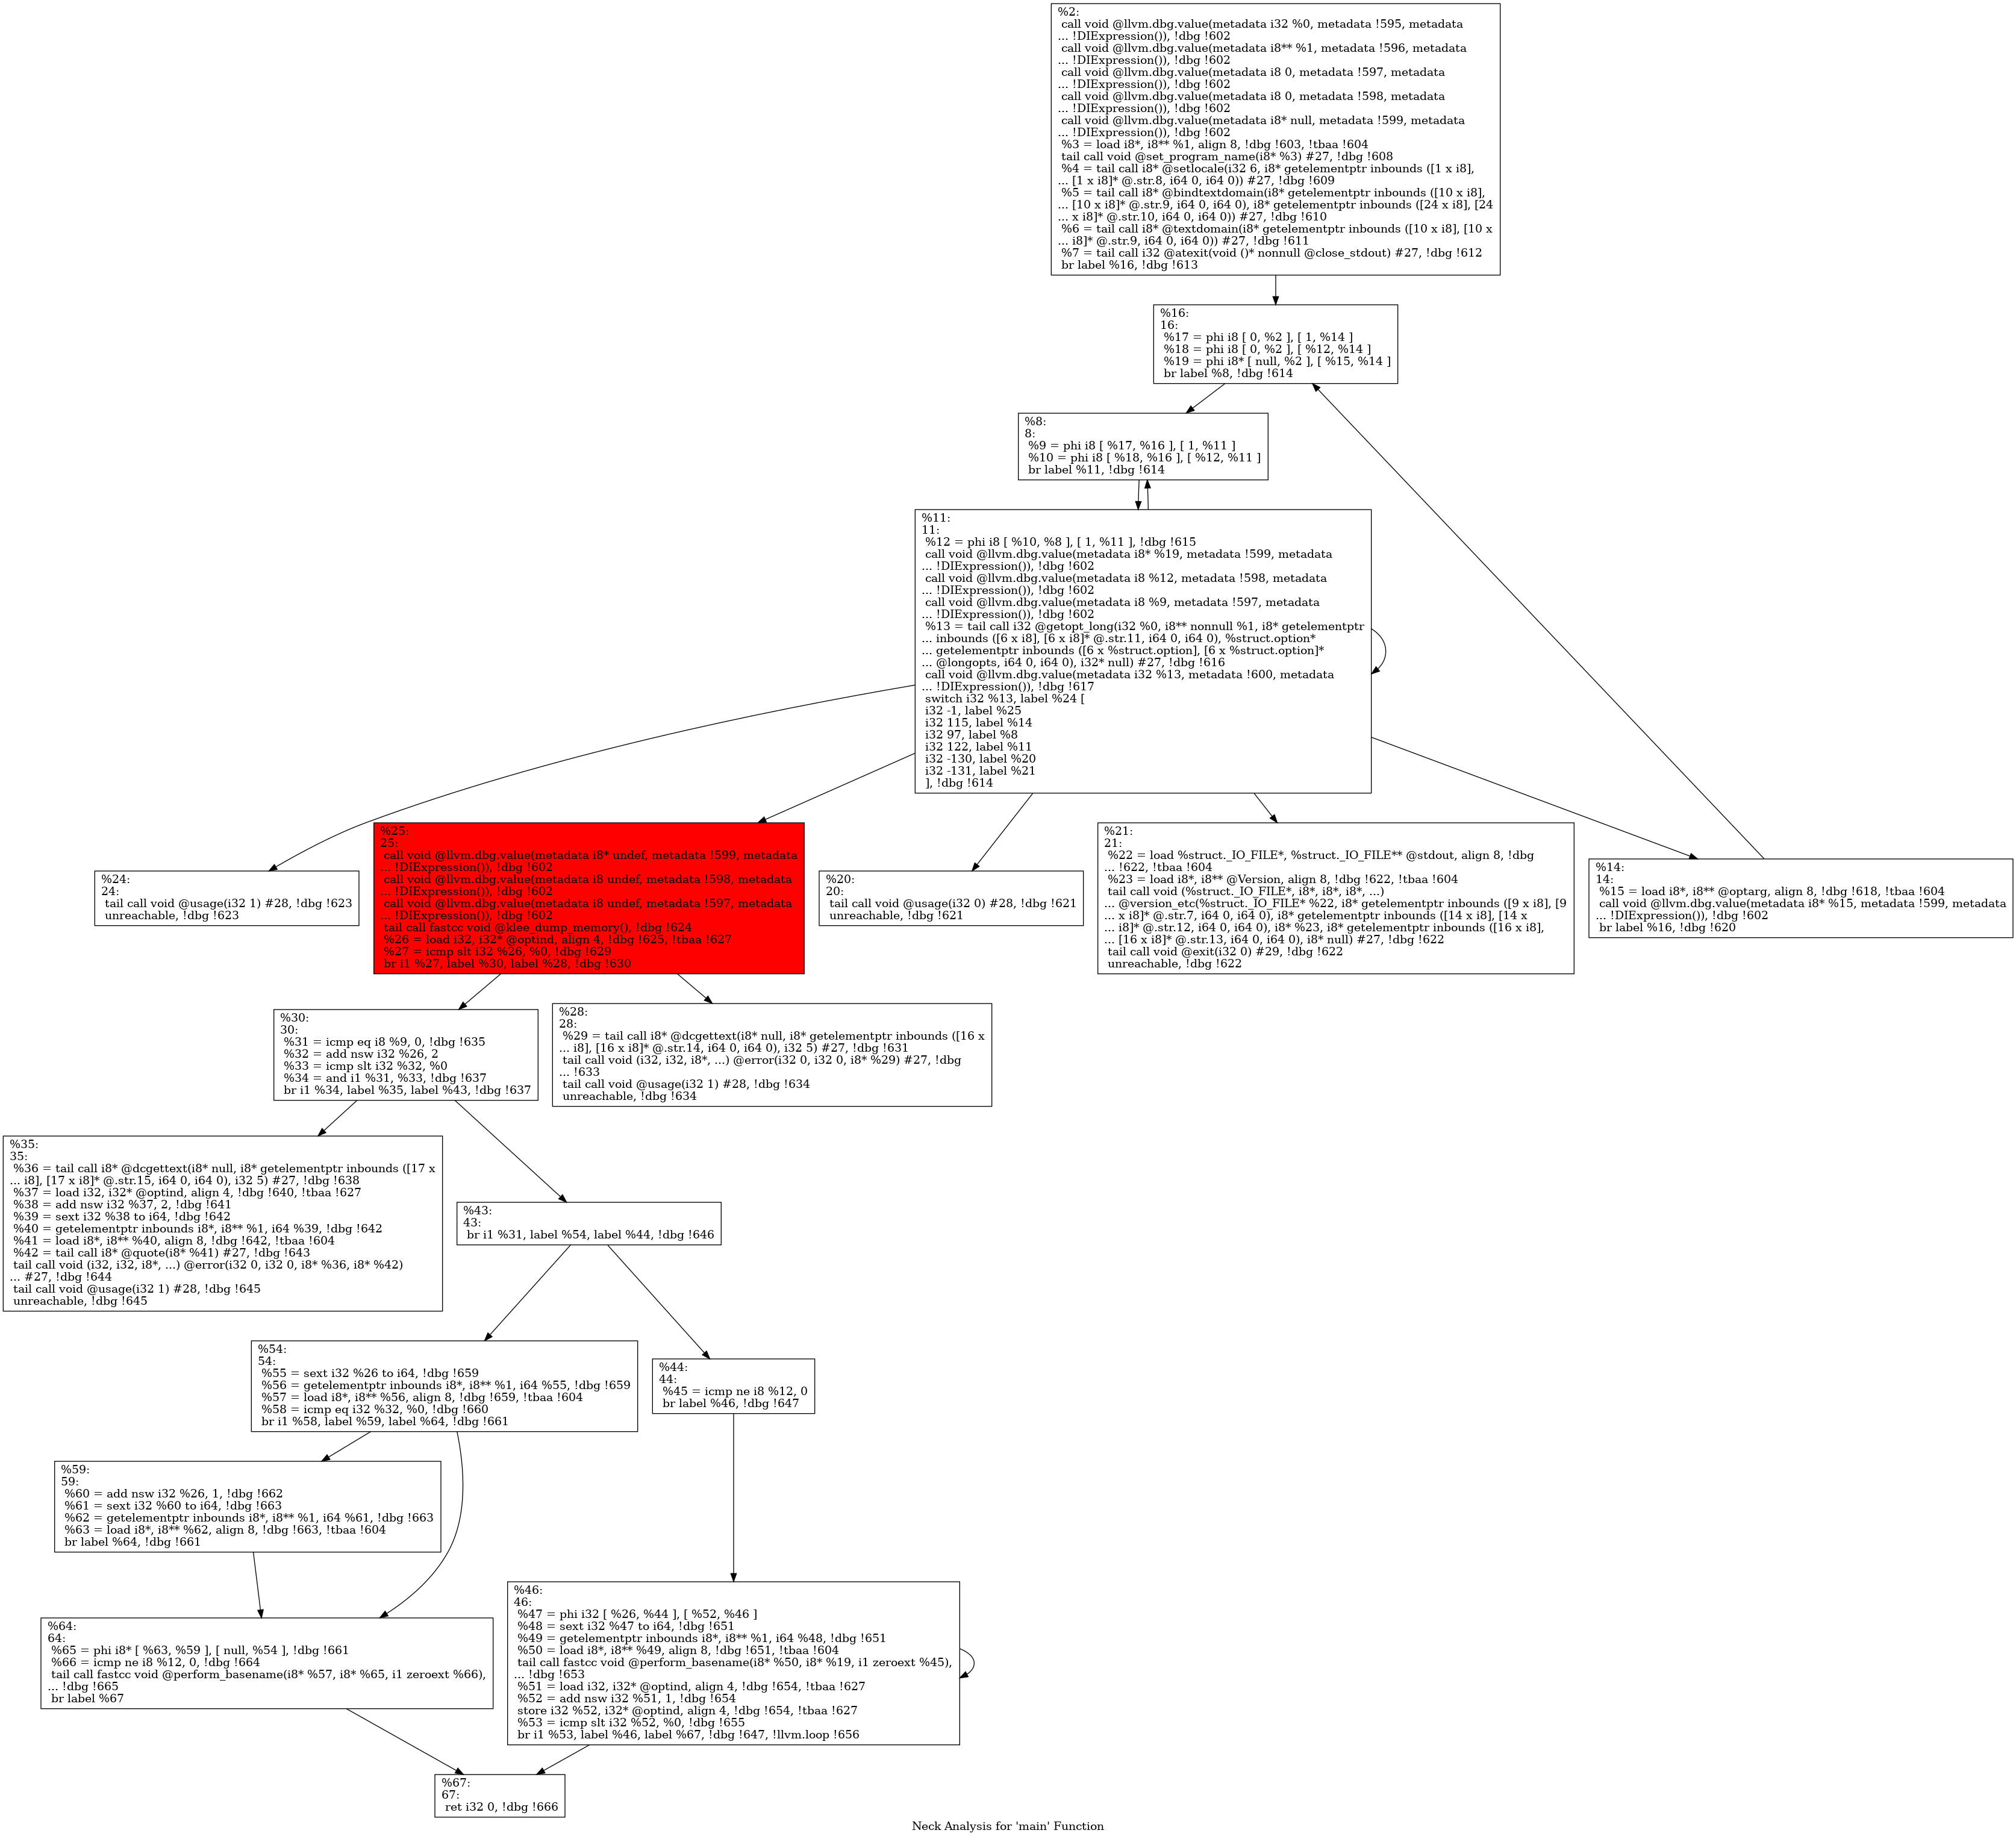 %2:
call void @llvm.dbg.value(metadata i32 %0, metadata !595, metadata
... !DIExpression()), !dbg !602
call void @llvm.dbg.value(metadata i8** %1, metadata !596, metadata
... !DIExpression()), !dbg !602
call void @llvm.dbg.value(metadata i8 0, metadata !597, metadata
... !DIExpression()), !dbg !602
call void @llvm.dbg.value(metadata i8 0, metadata !598, metadata
... !DIExpression()), !dbg !602
call void @llvm.dbg.value(metadata i8* null, metadata !599, metadata
... !DIExpression()), !dbg !602
%3 = load i8*, i8** %1, align 8, !dbg !603, !tbaa !604
tail call void @set_program_name(i8* %3) #27, !dbg !608
%4 = tail call i8* @setlocale(i32 6, i8* getelementptr inbounds ([1 x i8],
... [1 x i8]* @.str.8, i64 0, i64 0)) #27, !dbg !609
%5 = tail call i8* @bindtextdomain(i8* getelementptr inbounds ([10 x i8],
... [10 x i8]* @.str.9, i64 0, i64 0), i8* getelementptr inbounds ([24 x i8], [24
... x i8]* @.str.10, i64 0, i64 0)) #27, !dbg !610
%6 = tail call i8* @textdomain(i8* getelementptr inbounds ([10 x i8], [10 x
... i8]* @.str.9, i64 0, i64 0)) #27, !dbg !611
%7 = tail call i32 @atexit(void ()* nonnull @close_stdout) #27, !dbg !612
br label %16, !dbg !613
%16:
16:
%17 = phi i8 [ 0, %2 ], [ 1, %14 ]
%18 = phi i8 [ 0, %2 ], [ %12, %14 ]
%19 = phi i8* [ null, %2 ], [ %15, %14 ]
br label %8, !dbg !614
%8:
8:
%9 = phi i8 [ %17, %16 ], [ 1, %11 ]
%10 = phi i8 [ %18, %16 ], [ %12, %11 ]
br label %11, !dbg !614
%11:
11:
%12 = phi i8 [ %10, %8 ], [ 1, %11 ], !dbg !615
call void @llvm.dbg.value(metadata i8* %19, metadata !599, metadata
... !DIExpression()), !dbg !602
call void @llvm.dbg.value(metadata i8 %12, metadata !598, metadata
... !DIExpression()), !dbg !602
call void @llvm.dbg.value(metadata i8 %9, metadata !597, metadata
... !DIExpression()), !dbg !602
%13 = tail call i32 @getopt_long(i32 %0, i8** nonnull %1, i8* getelementptr
... inbounds ([6 x i8], [6 x i8]* @.str.11, i64 0, i64 0), %struct.option*
... getelementptr inbounds ([6 x %struct.option], [6 x %struct.option]*
... @longopts, i64 0, i64 0), i32* null) #27, !dbg !616
call void @llvm.dbg.value(metadata i32 %13, metadata !600, metadata
... !DIExpression()), !dbg !617
switch i32 %13, label %24 [
i32 -1, label %25
i32 115, label %14
i32 97, label %8
i32 122, label %11
i32 -130, label %20
i32 -131, label %21
], !dbg !614
%24:
24:
tail call void @usage(i32 1) #28, !dbg !623
unreachable, !dbg !623
%25:
25:
call void @llvm.dbg.value(metadata i8* undef, metadata !599, metadata
... !DIExpression()), !dbg !602
call void @llvm.dbg.value(metadata i8 undef, metadata !598, metadata
... !DIExpression()), !dbg !602
call void @llvm.dbg.value(metadata i8 undef, metadata !597, metadata
... !DIExpression()), !dbg !602
tail call fastcc void @klee_dump_memory(), !dbg !624
%26 = load i32, i32* @optind, align 4, !dbg !625, !tbaa !627
%27 = icmp slt i32 %26, %0, !dbg !629
br i1 %27, label %30, label %28, !dbg !630
%20:
20:
tail call void @usage(i32 0) #28, !dbg !621
unreachable, !dbg !621
%21:
21:
%22 = load %struct._IO_FILE*, %struct._IO_FILE** @stdout, align 8, !dbg
... !622, !tbaa !604
%23 = load i8*, i8** @Version, align 8, !dbg !622, !tbaa !604
tail call void (%struct._IO_FILE*, i8*, i8*, i8*, ...)
... @version_etc(%struct._IO_FILE* %22, i8* getelementptr inbounds ([9 x i8], [9
... x i8]* @.str.7, i64 0, i64 0), i8* getelementptr inbounds ([14 x i8], [14 x
... i8]* @.str.12, i64 0, i64 0), i8* %23, i8* getelementptr inbounds ([16 x i8],
... [16 x i8]* @.str.13, i64 0, i64 0), i8* null) #27, !dbg !622
tail call void @exit(i32 0) #29, !dbg !622
unreachable, !dbg !622
%14:
14:
%15 = load i8*, i8** @optarg, align 8, !dbg !618, !tbaa !604
call void @llvm.dbg.value(metadata i8* %15, metadata !599, metadata
... !DIExpression()), !dbg !602
br label %16, !dbg !620
%30:
30:
%31 = icmp eq i8 %9, 0, !dbg !635
%32 = add nsw i32 %26, 2
%33 = icmp slt i32 %32, %0
%34 = and i1 %31, %33, !dbg !637
br i1 %34, label %35, label %43, !dbg !637
%28:
28:
%29 = tail call i8* @dcgettext(i8* null, i8* getelementptr inbounds ([16 x
... i8], [16 x i8]* @.str.14, i64 0, i64 0), i32 5) #27, !dbg !631
tail call void (i32, i32, i8*, ...) @error(i32 0, i32 0, i8* %29) #27, !dbg
... !633
tail call void @usage(i32 1) #28, !dbg !634
unreachable, !dbg !634
%35:
35:
%36 = tail call i8* @dcgettext(i8* null, i8* getelementptr inbounds ([17 x
... i8], [17 x i8]* @.str.15, i64 0, i64 0), i32 5) #27, !dbg !638
%37 = load i32, i32* @optind, align 4, !dbg !640, !tbaa !627
%38 = add nsw i32 %37, 2, !dbg !641
%39 = sext i32 %38 to i64, !dbg !642
%40 = getelementptr inbounds i8*, i8** %1, i64 %39, !dbg !642
%41 = load i8*, i8** %40, align 8, !dbg !642, !tbaa !604
%42 = tail call i8* @quote(i8* %41) #27, !dbg !643
tail call void (i32, i32, i8*, ...) @error(i32 0, i32 0, i8* %36, i8* %42)
... #27, !dbg !644
tail call void @usage(i32 1) #28, !dbg !645
unreachable, !dbg !645
%43:
43:
br i1 %31, label %54, label %44, !dbg !646
%54:
54:
%55 = sext i32 %26 to i64, !dbg !659
%56 = getelementptr inbounds i8*, i8** %1, i64 %55, !dbg !659
%57 = load i8*, i8** %56, align 8, !dbg !659, !tbaa !604
%58 = icmp eq i32 %32, %0, !dbg !660
br i1 %58, label %59, label %64, !dbg !661
%44:
44:
%45 = icmp ne i8 %12, 0
br label %46, !dbg !647
%59:
59:
%60 = add nsw i32 %26, 1, !dbg !662
%61 = sext i32 %60 to i64, !dbg !663
%62 = getelementptr inbounds i8*, i8** %1, i64 %61, !dbg !663
%63 = load i8*, i8** %62, align 8, !dbg !663, !tbaa !604
br label %64, !dbg !661
%46:
46:
%47 = phi i32 [ %26, %44 ], [ %52, %46 ]
%48 = sext i32 %47 to i64, !dbg !651
%49 = getelementptr inbounds i8*, i8** %1, i64 %48, !dbg !651
%50 = load i8*, i8** %49, align 8, !dbg !651, !tbaa !604
tail call fastcc void @perform_basename(i8* %50, i8* %19, i1 zeroext %45),
... !dbg !653
%51 = load i32, i32* @optind, align 4, !dbg !654, !tbaa !627
%52 = add nsw i32 %51, 1, !dbg !654
store i32 %52, i32* @optind, align 4, !dbg !654, !tbaa !627
%53 = icmp slt i32 %52, %0, !dbg !655
br i1 %53, label %46, label %67, !dbg !647, !llvm.loop !656
%64:
64:
%65 = phi i8* [ %63, %59 ], [ null, %54 ], !dbg !661
%66 = icmp ne i8 %12, 0, !dbg !664
tail call fastcc void @perform_basename(i8* %57, i8* %65, i1 zeroext %66),
... !dbg !665
br label %67
%67:
67:
ret i32 0, !dbg !666
Neck Analysis for 'main' Function